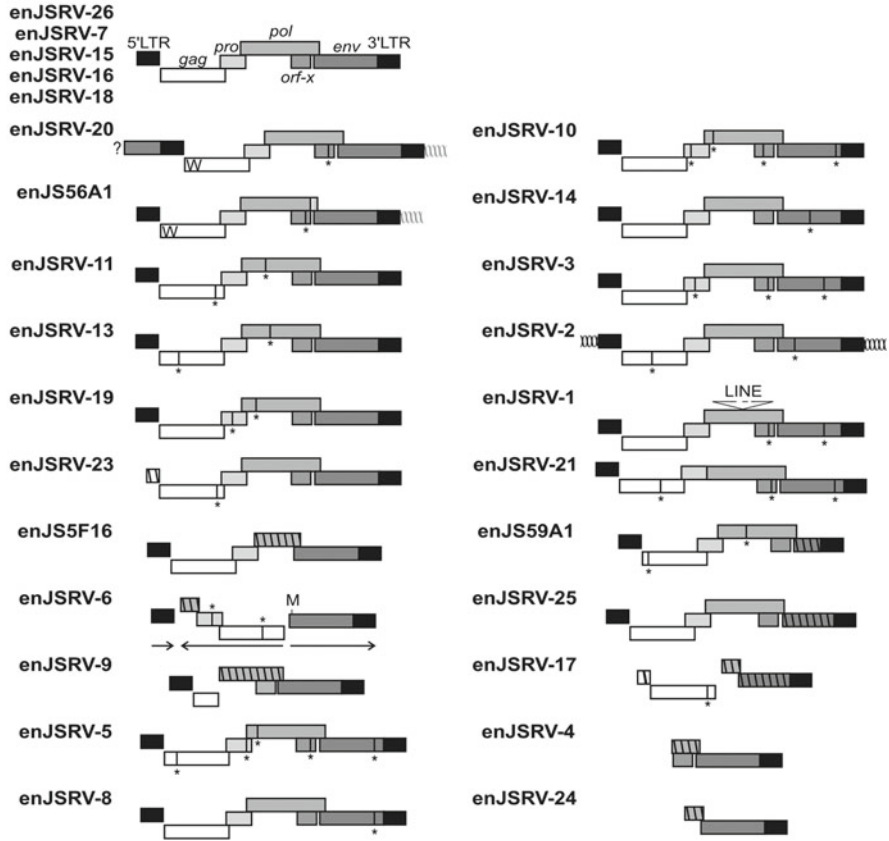 enJSRV-26
enJSRV-7
enJSRV-15
enJSRV-16
enJSRV-18
5'LTR gag pro pol orf-x env 3'LTR
enJSRV-20
? W *
enJS56A1
W *
enJSRV-11
* *
enJSRV-13
* *
enJSRV-19
* *
enJSRV-23
*
enJS5F16
enJSRV-6
* * M
enJSRV-9
enJSRV-5
* * * * *
enJSRV-8
*
enJSRV-10
* * * *
enJSRV-14
*
enJSRV-3
* * *
enJSRV-2
* *
enJSRV-1
LINE
* *
enJSRV-21
* * *
enJS59A1
* *
enJSRV-25
enJSRV-17
*
enJSRV-4
enJSRV-24